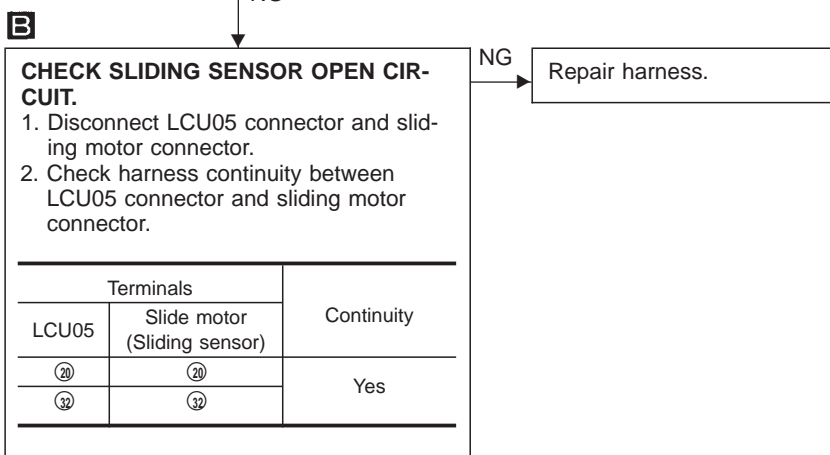 NG
B
CHECK SLIDING SENSOR OPEN CIR-
CUIT.
1. Disconnect LCU05 connector and slid-
ing motor connector.
2. Check harness continuity between
LCU05 connector and sliding motor
connector.
Terminals
Continuity
LCU05
Slide motor
(Sliding sensor)
⑳ ⑳
Yes
㉜ ㉜
NG
Repair harness.